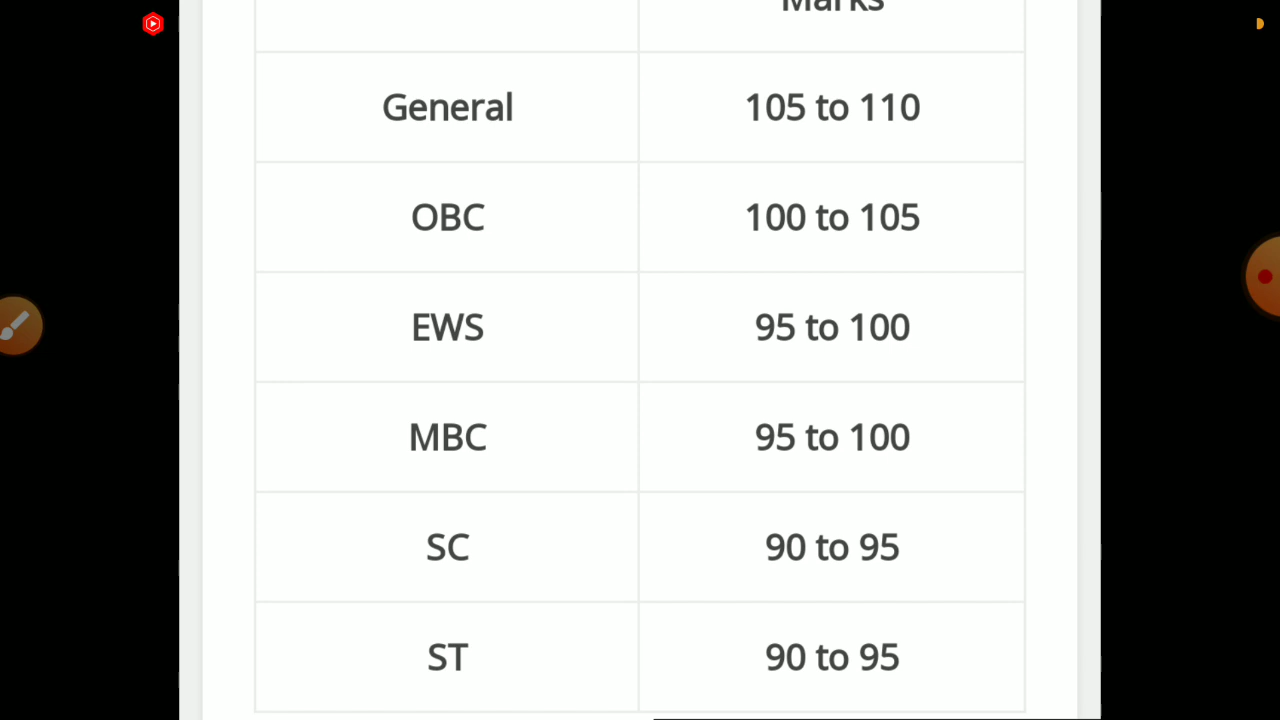 Marks
General 105 to 110
OBC 100 to 105
EWS 95 to 100
MBC 95 to 100
SC 90 to 95
ST 90 to 95